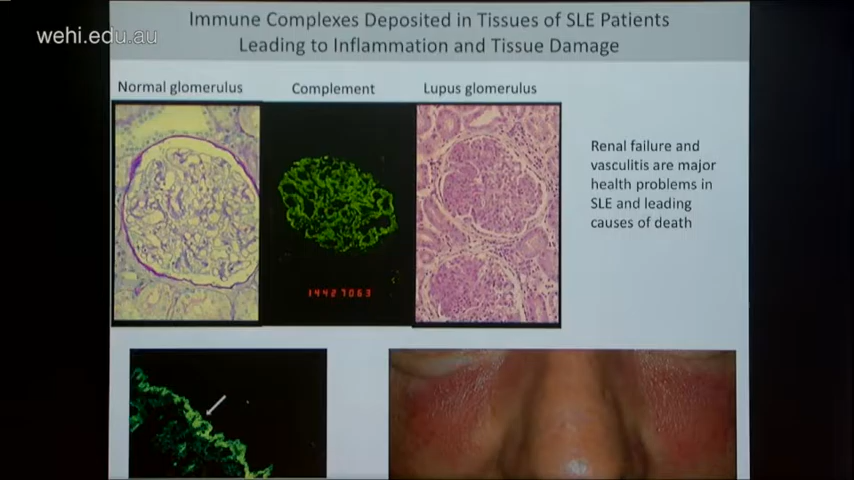 wehi.edu.au
Immune Complexes Deposited in Tissues of SLE Patients
Leading to Inflammation and Tissue Damage
Normal glomerulus
Complement
Lupus glomerulus
Renal failure and
vasculitis are major
health problems in
SLE and leading
causes of death
14427063